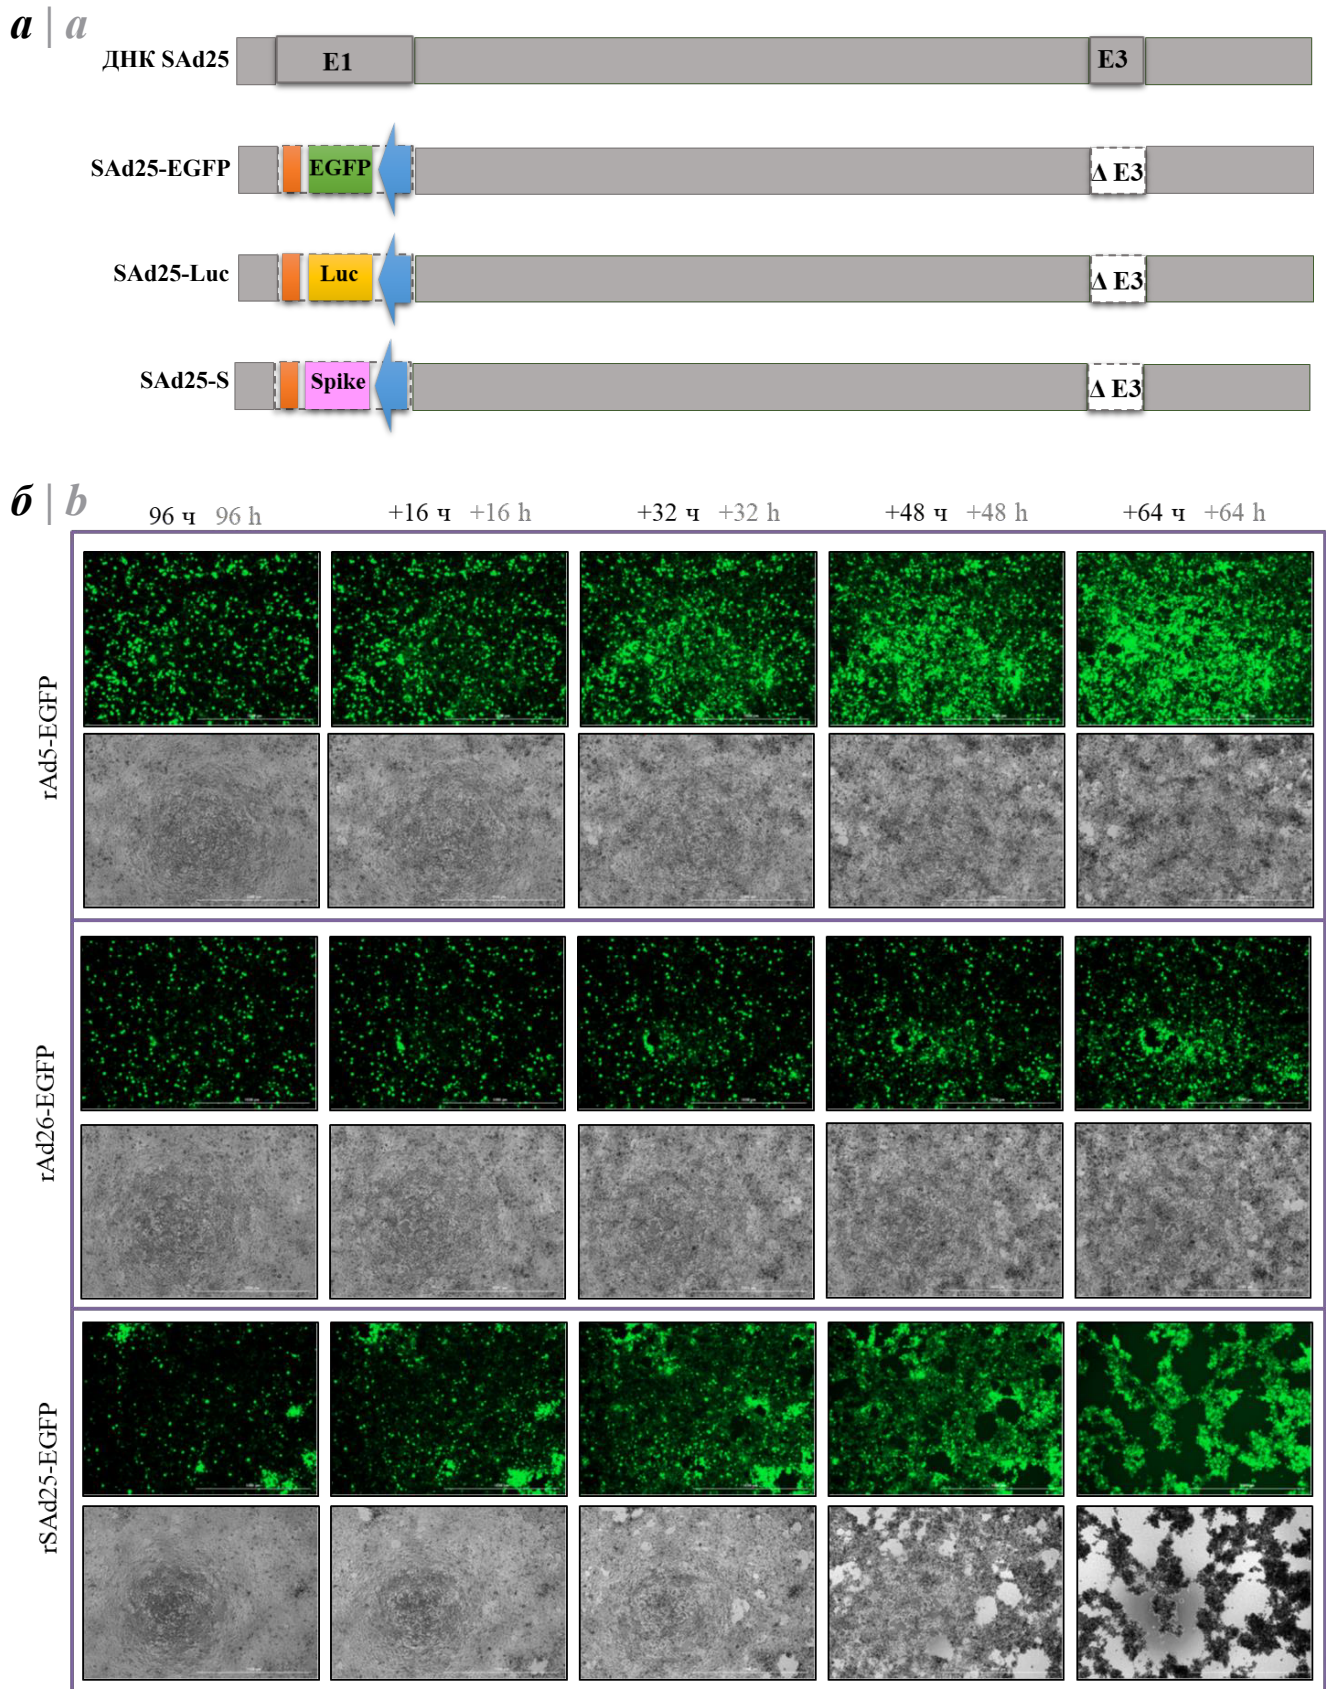 а | a
ДНК SAd25 E1 E3
SAd25-EGFP EGFP Δ E3
SAd25-Luc Luc Δ E3
SAd25-S Spike Δ E3
б | b
96 ч 96 h +16 ч +16 h +32 ч +32 h +48 ч +48 h +64 ч +64 h
rAd5-EGFP
rAd26-EGFP
rSAd25-EGFP